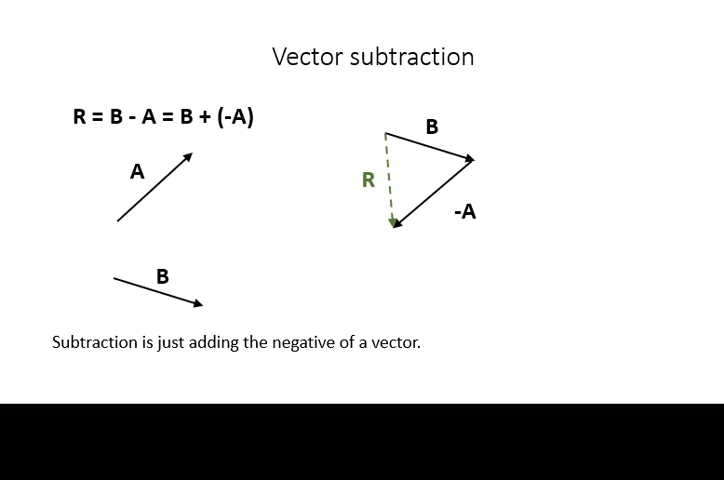 Vector subtraction
R = B - A = B + (-A)
A
B
B
R
-A
Subtraction is just adding the negative of a vector.